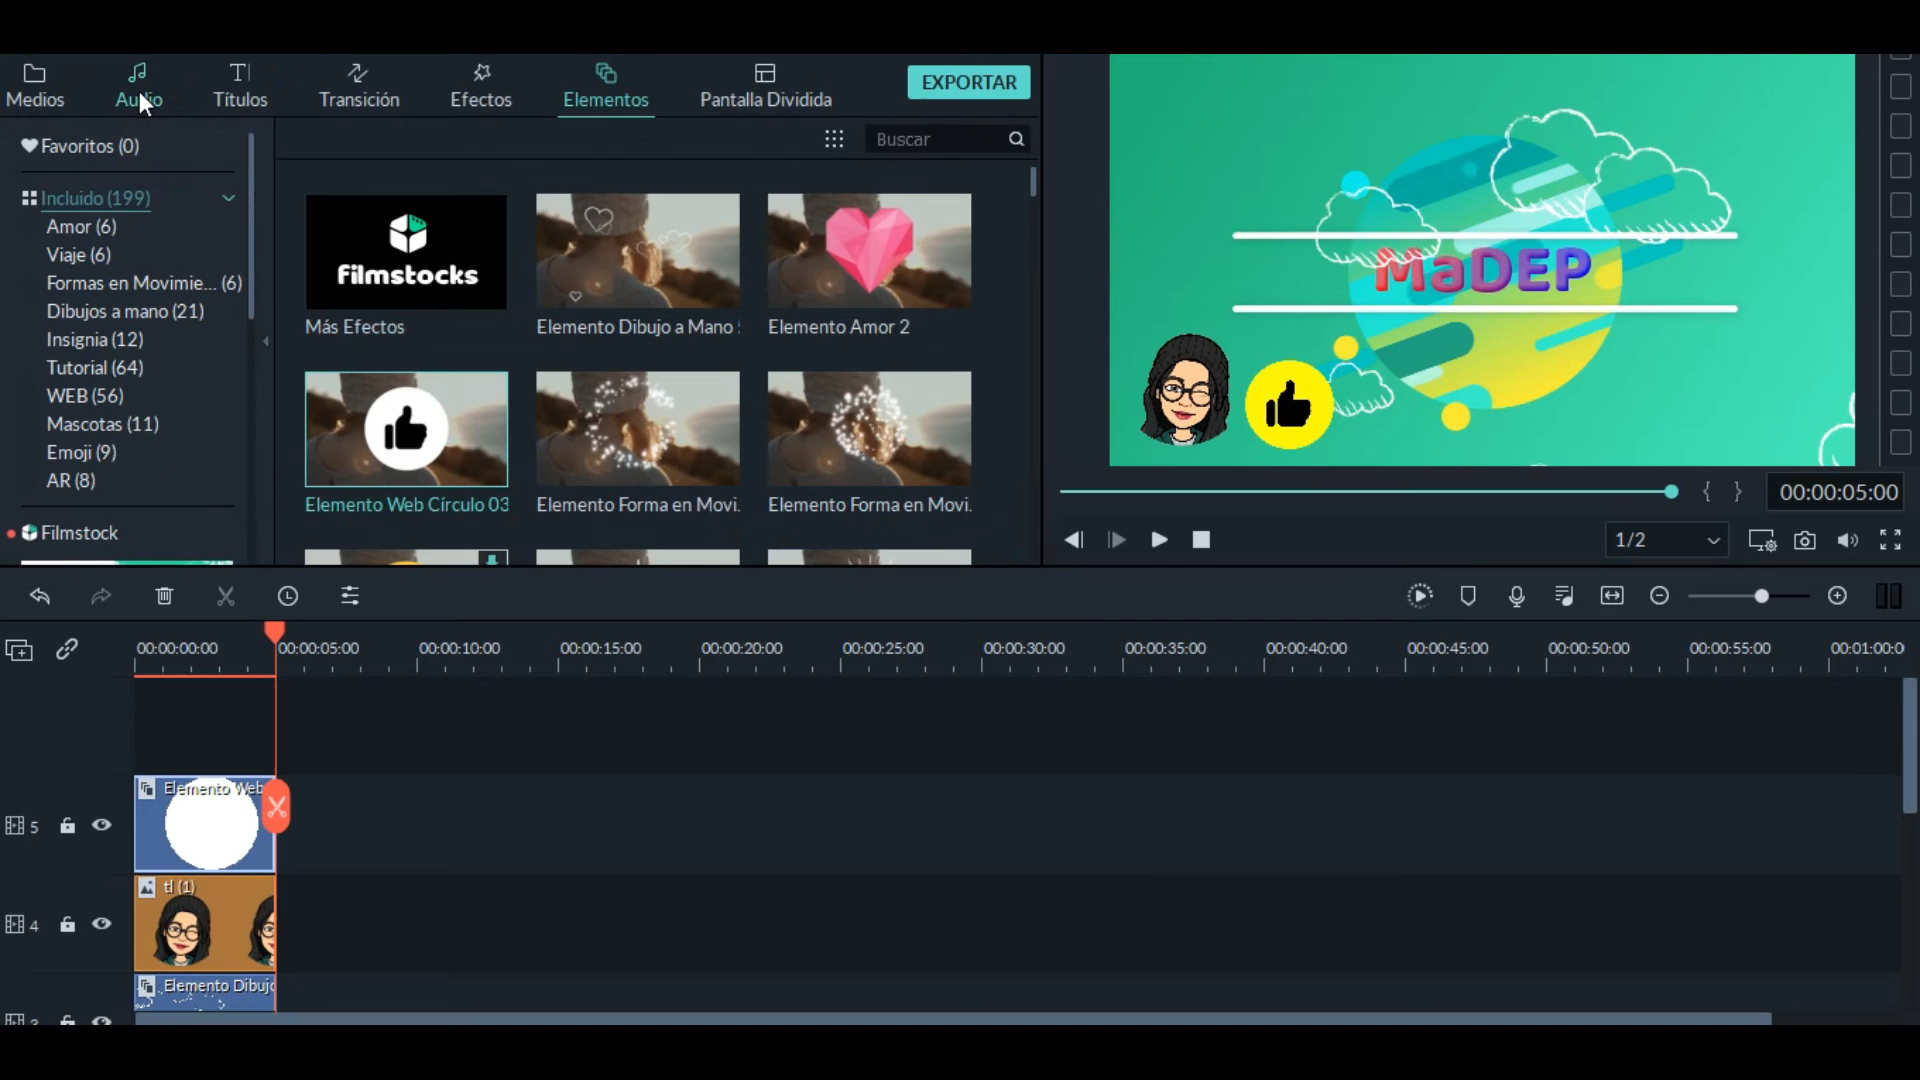 Medios
Audio
Títulos
Transición
Efectos
Elementos
Pantalla Dividida
EXPORTAR
Favoritos (0)
Incluido (199)
Amor (6)
Viaje (6)
Formas en Movimie... (6)
Dibujos a mano (21)
Insignia (12)
Tutorial (64)
WEB (56)
Mascotas (11)
Emoji (9)
AR (8)
Filmstock
Buscar
filmstocks
Más Efectos
Elemento Dibujo a Mano
Elemento Amor 2
Elemento Web Círculo 03
Elemento Forma en Movi.
Elemento Forma en Movi.
MaDEP
00:00:05:00
1/2
00:00:00:00
00:00:05:00
00:00:10:00
00:00:15:00
00:00:20:00
00:00:25:00
00:00:30:00
00:00:35:00
00:00:40:00
00:00:45:00
00:00:50:00
00:00:55:00
00:01:00:0
5
Elemento Web
4
tl (1)
Elemento Dibujo